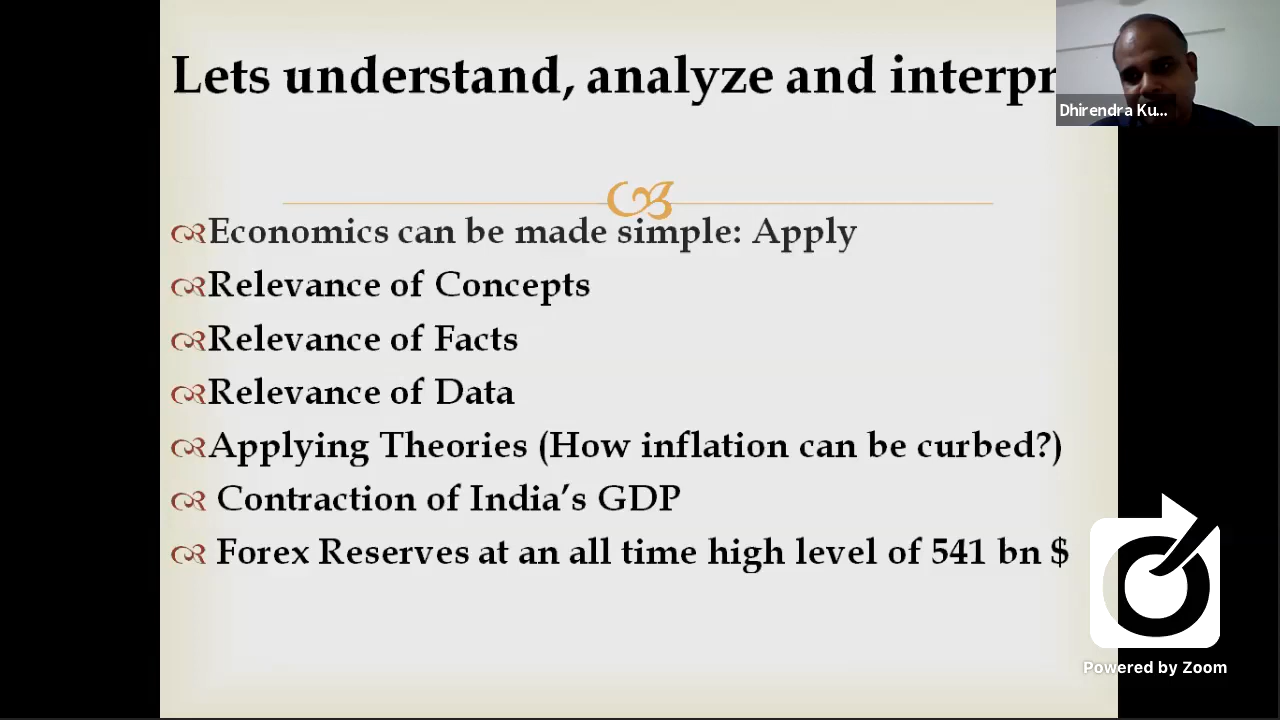 Lets understand, analyze and interpr
Dhirendra Ku...
Economics can be made simple: Apply
Relevance of Concepts
Relevance of Facts
Relevance of Data
Applying Theories (How inflation can be curbed?)
Contraction of India’s GDP
Forex Reserves at an all time high level of 541 bn $
Powered by Zoom